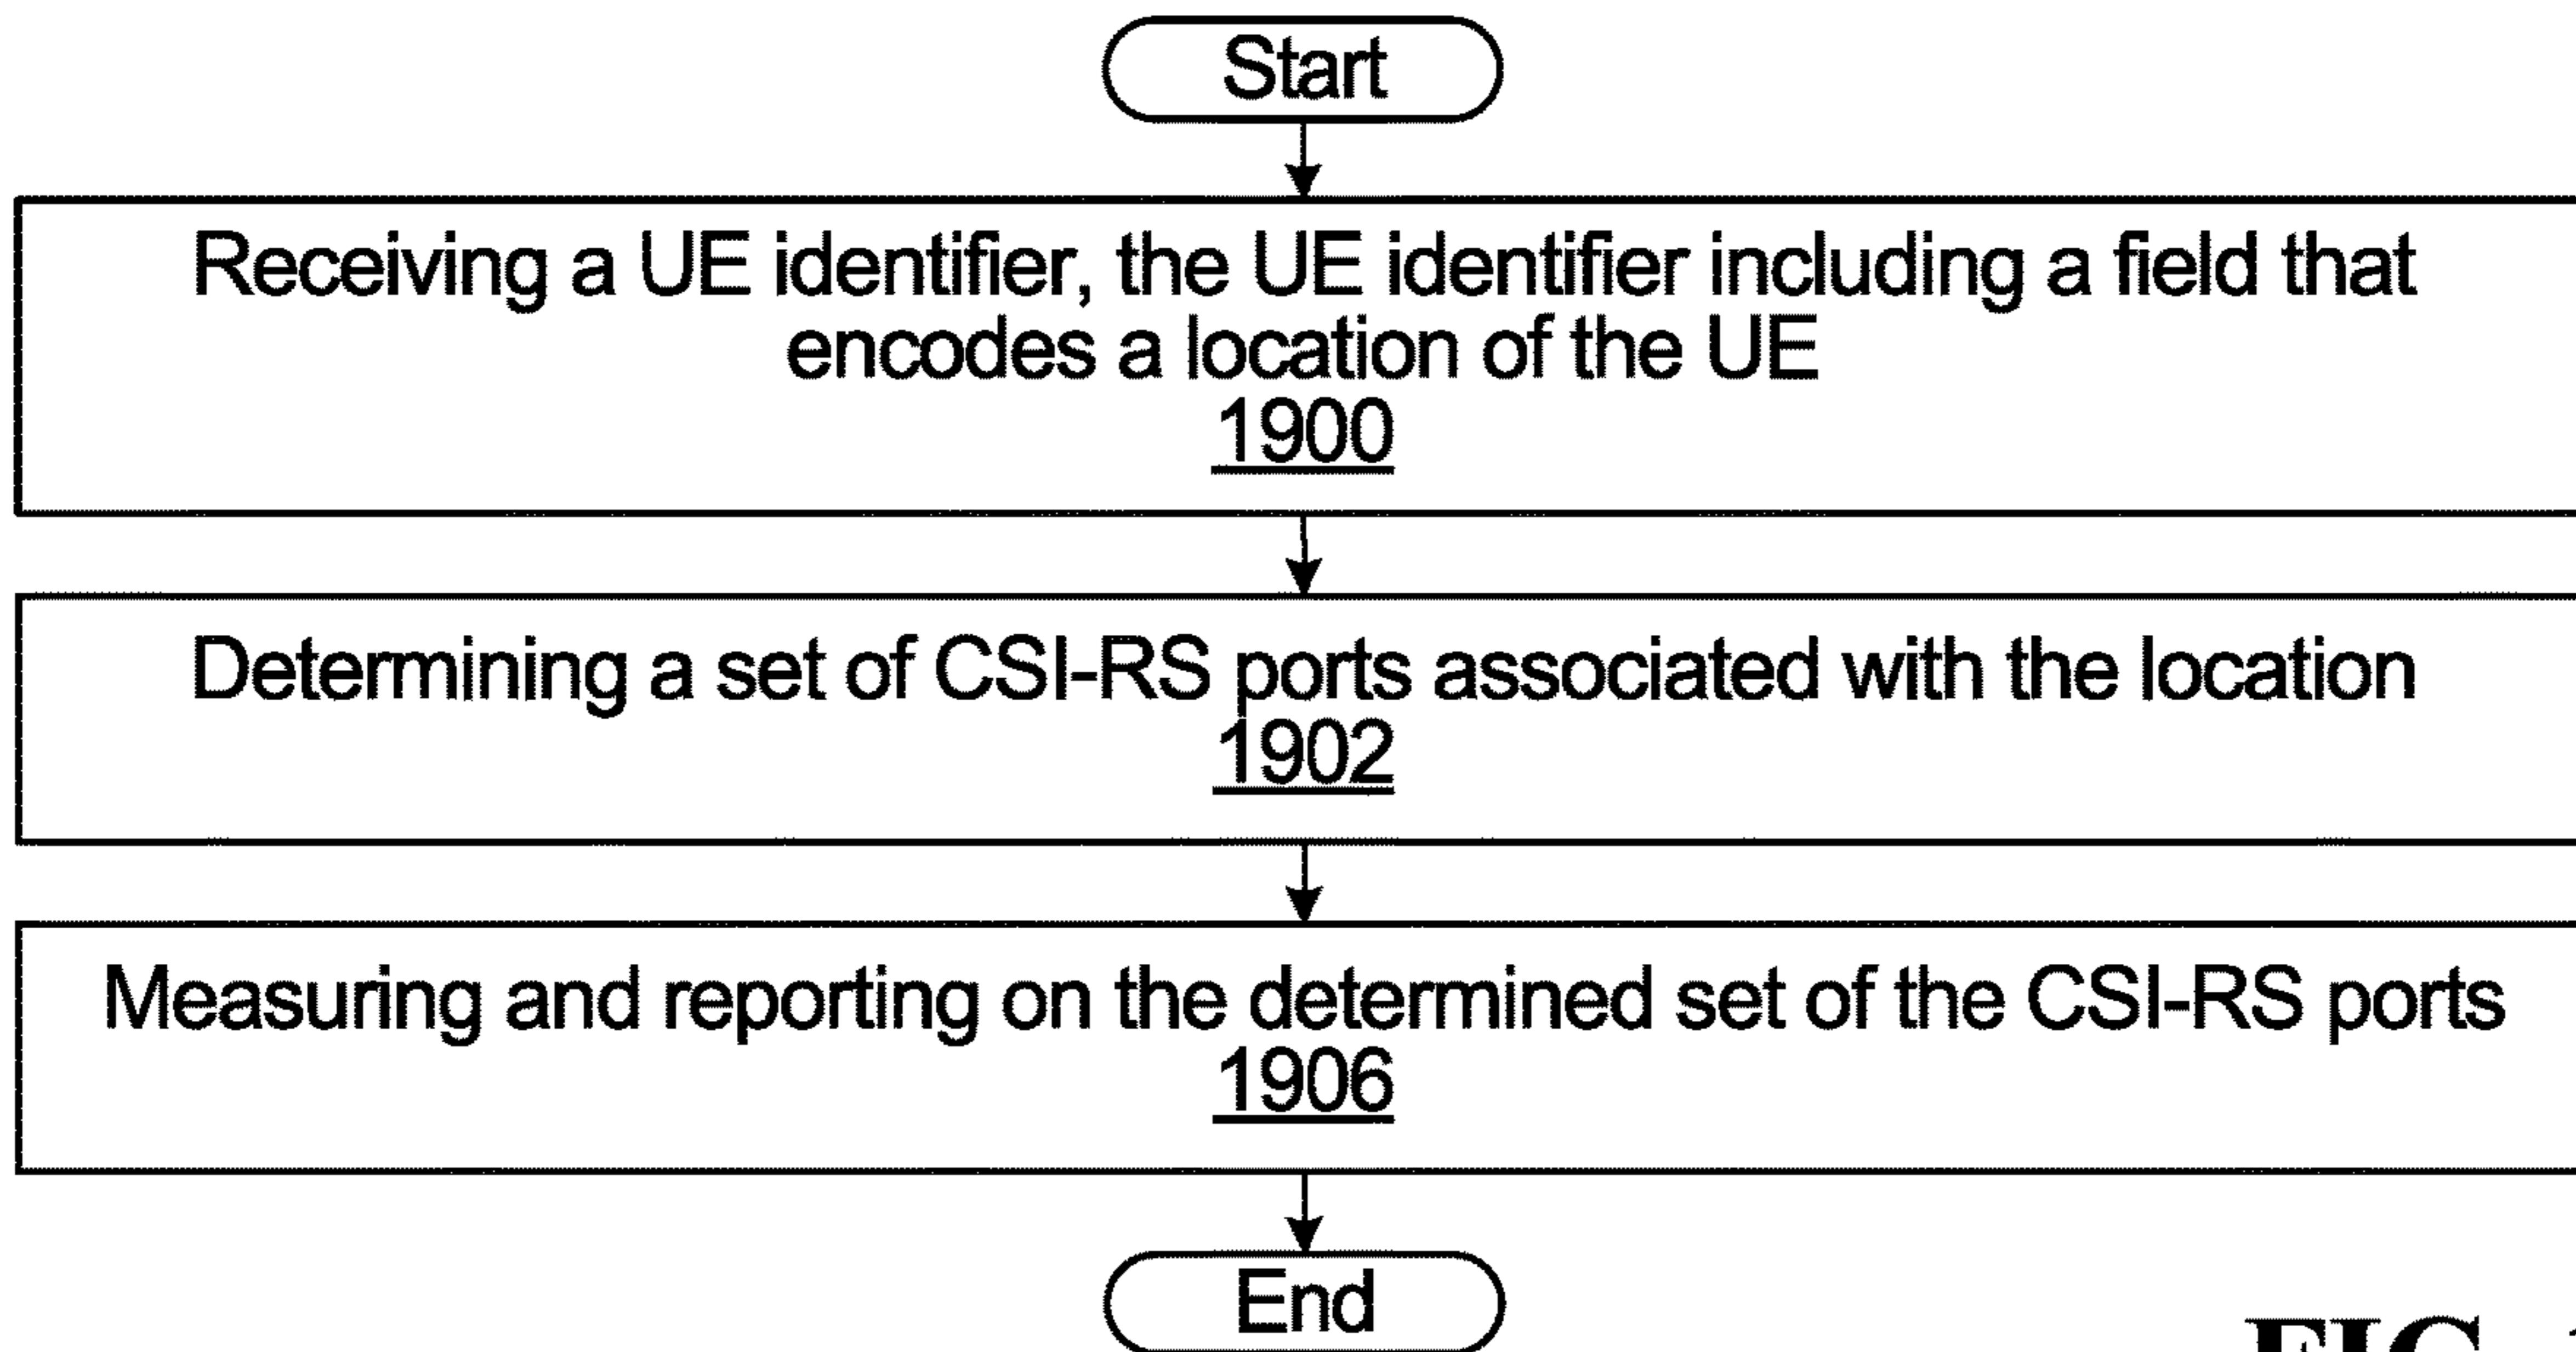 Start
Receiving a UE identifier, the UE identifier including a field that
encodes a location of the UE
1900
Determining a set of CSI-RS ports associated with the location
1902
Measuring and reporting on the determined set of the CSI-RS ports
1906
End
FIG.